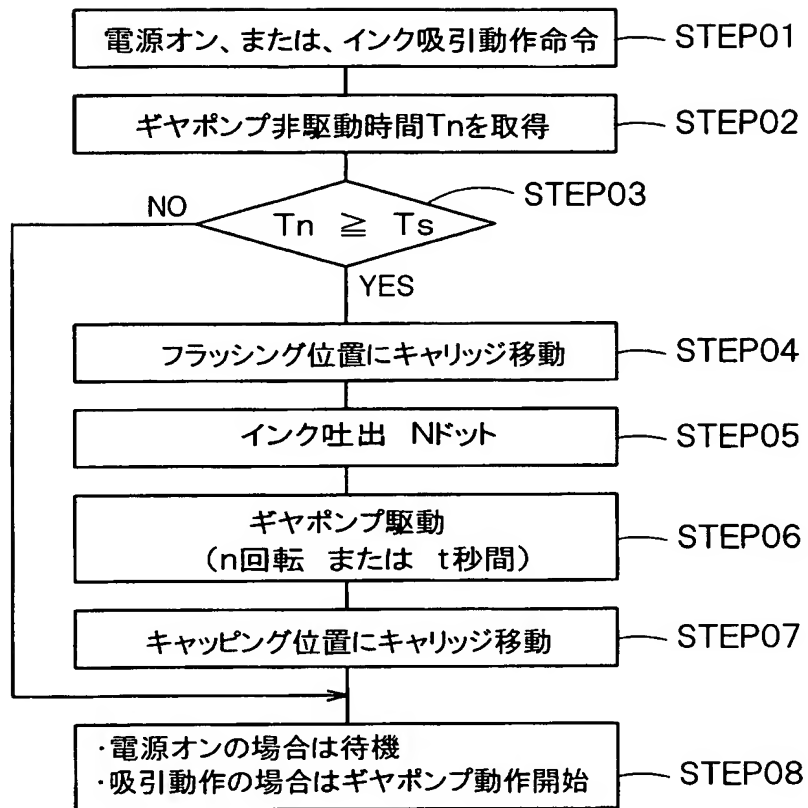 電源オン、または、インク吸引動作命令 STEP01
ギヤポンプ非駆動時間Tnを取得 STEP02
STEP03
NO
Tn ≧ Ts
YES
フラッシング位置にキャリッジ移動 STEP04
インク吐出 Nドット STEP05
ギヤポンプ駆動
(n回転 または t秒間) STEP06
キャッピング位置にキャリッジ移動 STEP07
・電源オンの場合は待機
・吸引動作の場合はギヤポンプ動作開始 STEP08